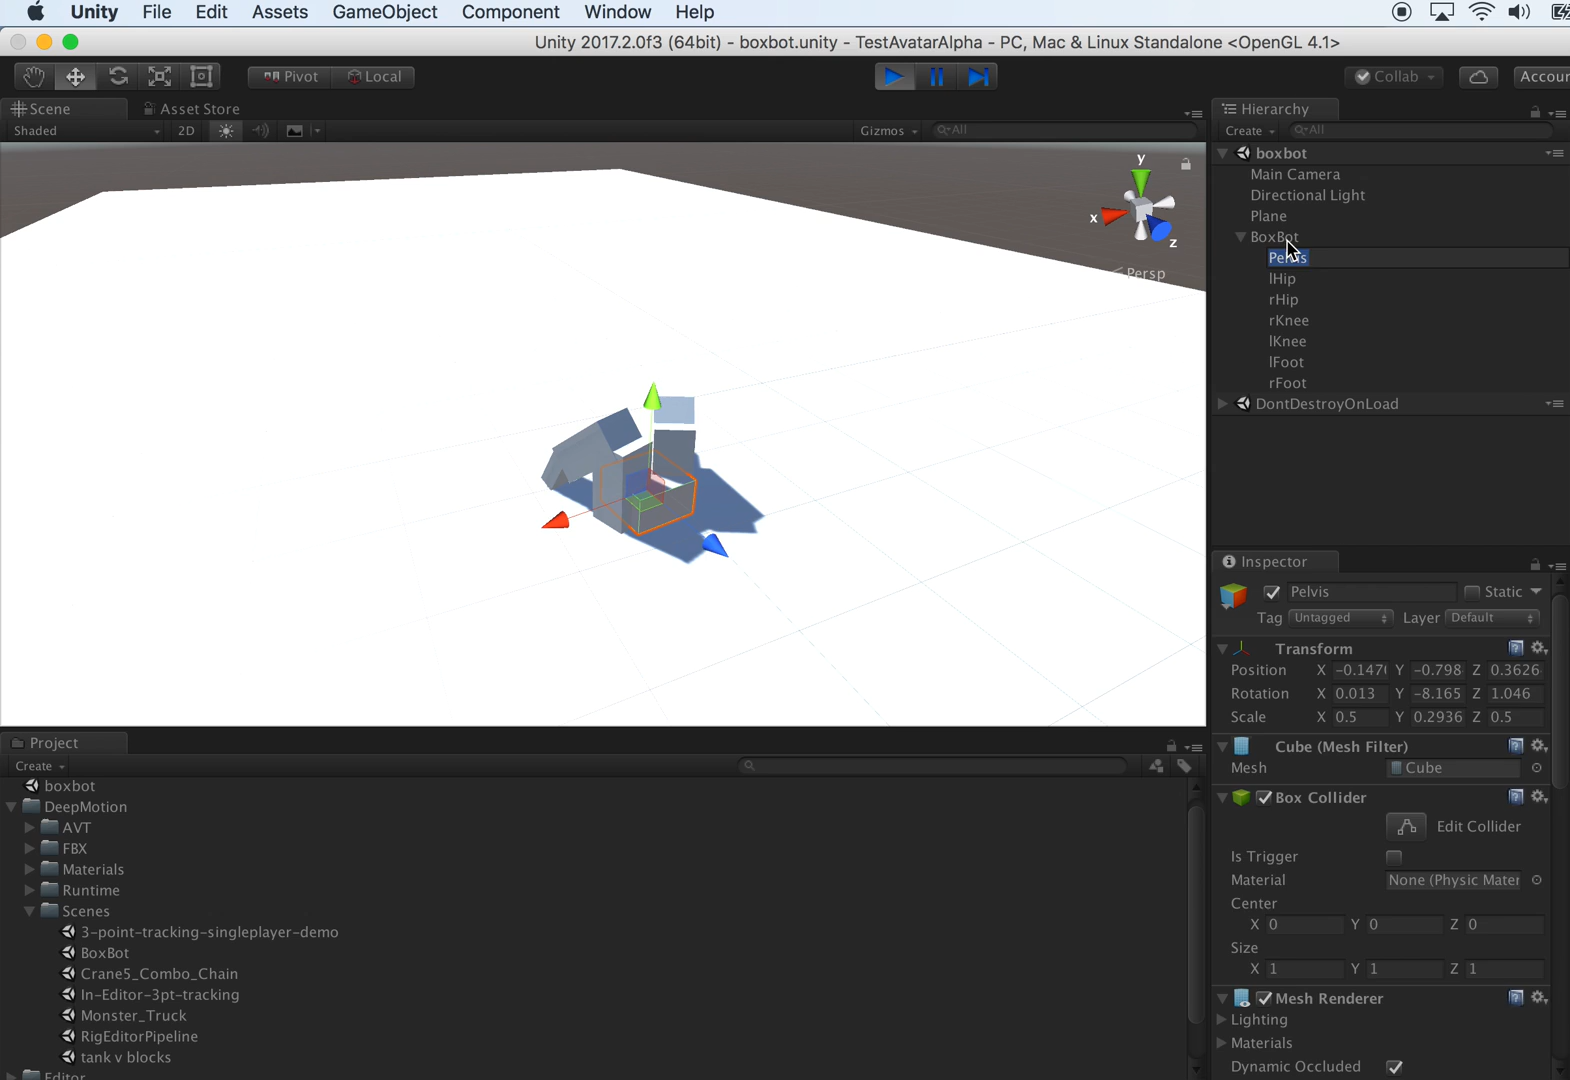 Unity File Edit Assets GameObject Component Window Help
Unity 2017.2.0f3 (64bit) - boxbot.unity - TestAvatarAlpha - PC, Mac & Linux Standalone <OpenGL 4.1>
Pivot Local Collab Accour
Scene Asset Store
Shaded 2D Gizmos All
y
x
z
Persp
Hierarchy
Create All
boxbot
Main Camera
Directional Light
Plane
BoxBot
Pelvis
lHip
rHip
rKnee
lKnee
lFoot
rFoot
DontDestroyOnLoad
Inspector
Pelvis Static
Tag Untagged Layer Default
Transform
Position X -0.147 Y -0.798 Z 0.3626
Rotation X 0.013 Y -8.165 Z 1.046
Scale X 0.5 Y 0.2936 Z 0.5
Cube (Mesh Filter)
Mesh Cube
Box Collider
Edit Collider
Is Trigger
Material None (Physic Mater
Center
X 0 Y 0 Z 0
Size
X 1 Y 1 Z 1
Mesh Renderer
Lighting
Materials
Dynamic Occluded
Project
Create
boxbot
DeepMotion
AVT
FBX
Materials
Runtime
Scenes
3-point-tracking-singleplayer-demo
BoxBot
Crane5_Combo_Chain
In-Editor-3pt-tracking
Monster_Truck
RigEditorPipeline
tank v blocks
Editor